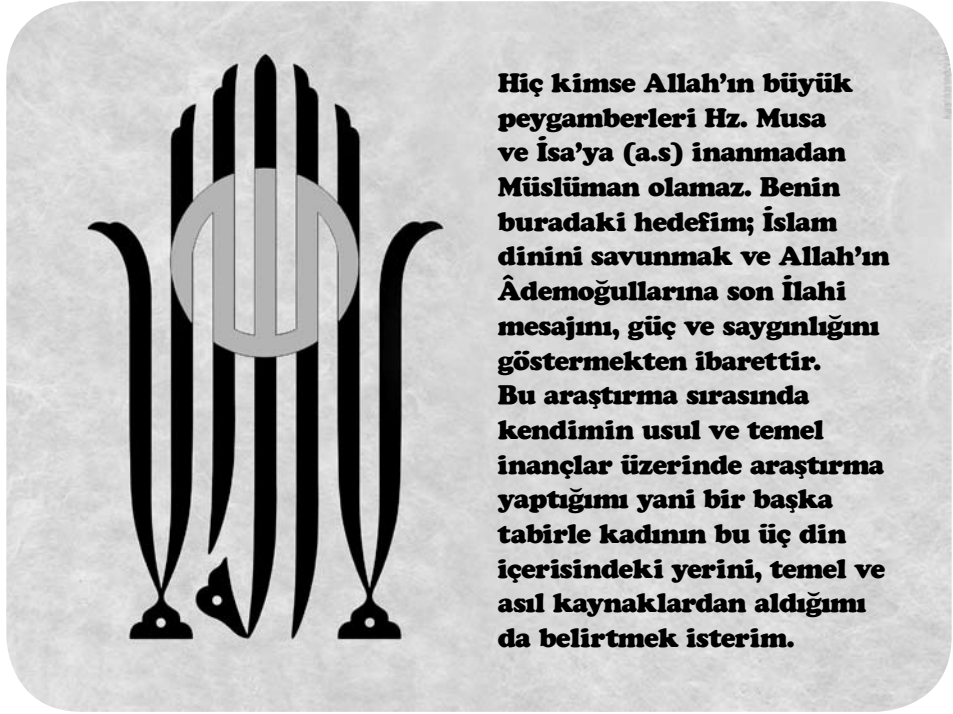 Hiç kimse Allah’ın büyük
peygamberleri Hz. Musa
ve İsa’ya (a.s) inanmadan
Müslüman olamaz. Benin
buradaki hedefim; İslam
dinini savunmak ve Allah’ın
Âdemoğullarına son İlahi
mesajını, güç ve saygınlığını
göstermekten ibarettir.
Bu araştırma sırasında
kendimin usul ve temel
inançlar üzerinde araştırma
yaptığımı yani bir başka
tabirle kadının bu üç din
içerisindeki yerini, temel ve
asıl kaynaklardan aldığımı
da belirtmek isterim.